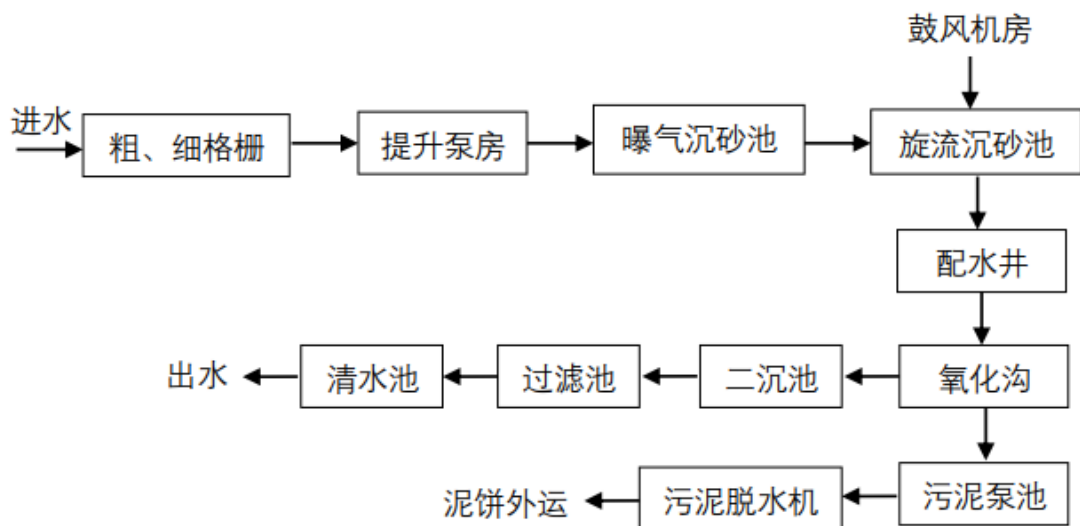 鼓风机房
进水
粗、细格栅
提升泵房
曝气沉砂池
旋流沉砂池
配水井
出水
清水池
过滤池
二沉池
氧化沟
泥饼外运
污泥脱水机
污泥泵池